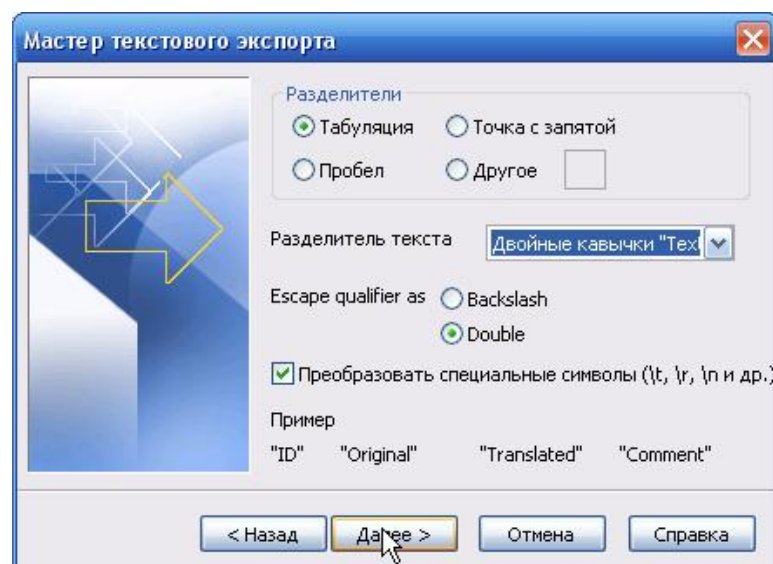 Мастер текстового экспорта
Разделители
Табуляция Точка с запятой
Пробел Другое
Разделитель текста Двойные кавычки "Text
Escape qualifier as Backslash
Double
Преобразовать специальные символы (\t, \r, \n и др.)
Пример
"ID" "Original" "Translated" "Comment"
< Назад Далее > Отмена Справка